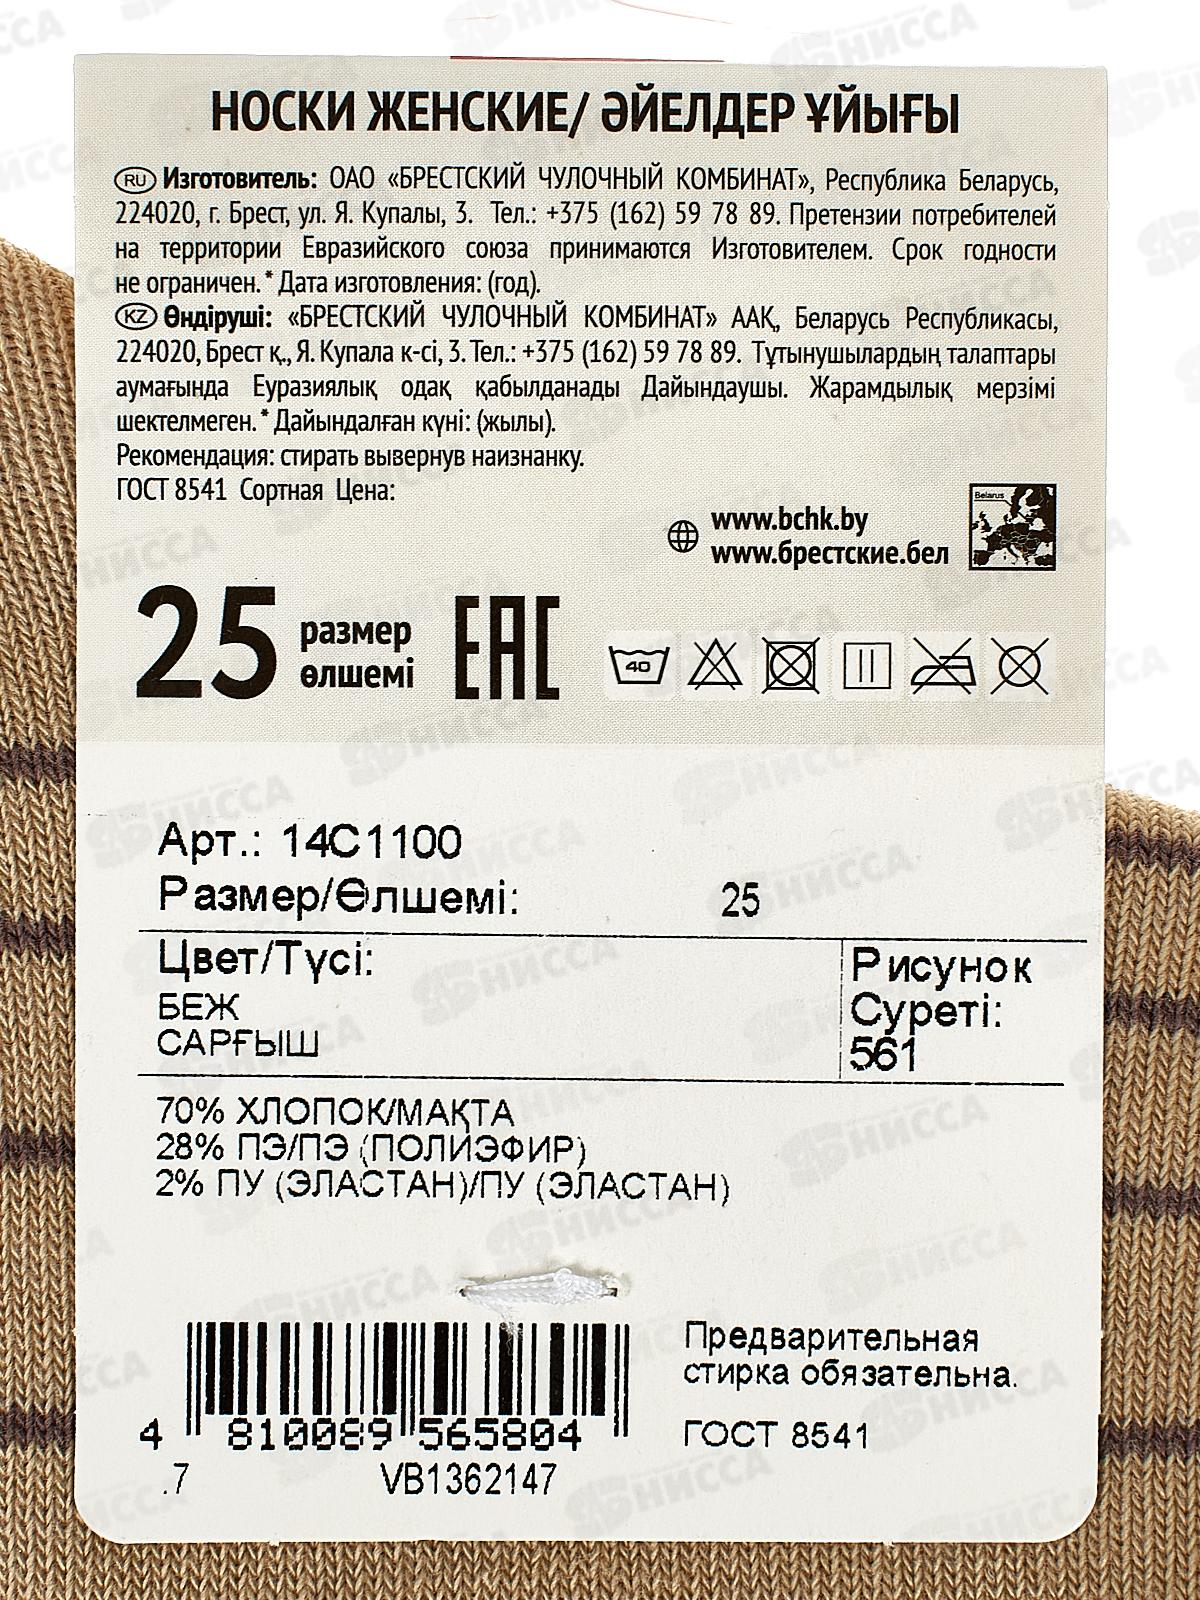 НОСКИ ЖЕНСКИЕ/ ӘЙЕЛДЕР ҰЙЫҒЫ
RU Изготовитель: ОАО «БРЕСТСКИЙ ЧУЛОЧНЫЙ КОМБИНАТ», Республика Беларусь,
224020, г. Брест, ул. Я. Купалы, 3. Тел.: +375 (162) 59 78 89. Претензии потребителей
на территории Евразийского союза принимаются Изготовителем. Срок годности
не ограничен. * Дата изготовления: (год).
KZ Өндіруші: «БРЕСТСКИЙ ЧУЛОЧНЫЙ КОМБИНАТ» ААҚ, Беларусь Республикасы,
224020, Брест қ., Я. Купала к-сі, 3. Тел.: +375 (162) 59 78 89. Тұтынушылардың талаптары
аумағында Еуразиялық одақ қабылданады Дайындаушы. Жарамдылық мерзімі
шектелмеген. * Дайындалған күні: (жылы).
Рекомендация: стирать вывернув наизнанку.
ГОСТ 8541 Сортная Цена:
Belarus
www.bchk.by
www.брестские.бел
25 размер
өлшемі
EAC
40
Арт.: 14С1100
Размер/Өлшемі: 25
Цвет/Түсі:
БЕЖ
САРҒЫШ
Рисунок
Суреті:
561
70% ХЛОПОК/МАҚТА
28% ПЭ/ПЭ (ПОЛИЭФИР)
2% ПУ (ЭЛАСТАН)/ПУ (ЭЛАСТАН)
Предварительная
стирка обязательна.
ГОСТ 8541
4 810089 565804
.7 VB1362147
НИССА